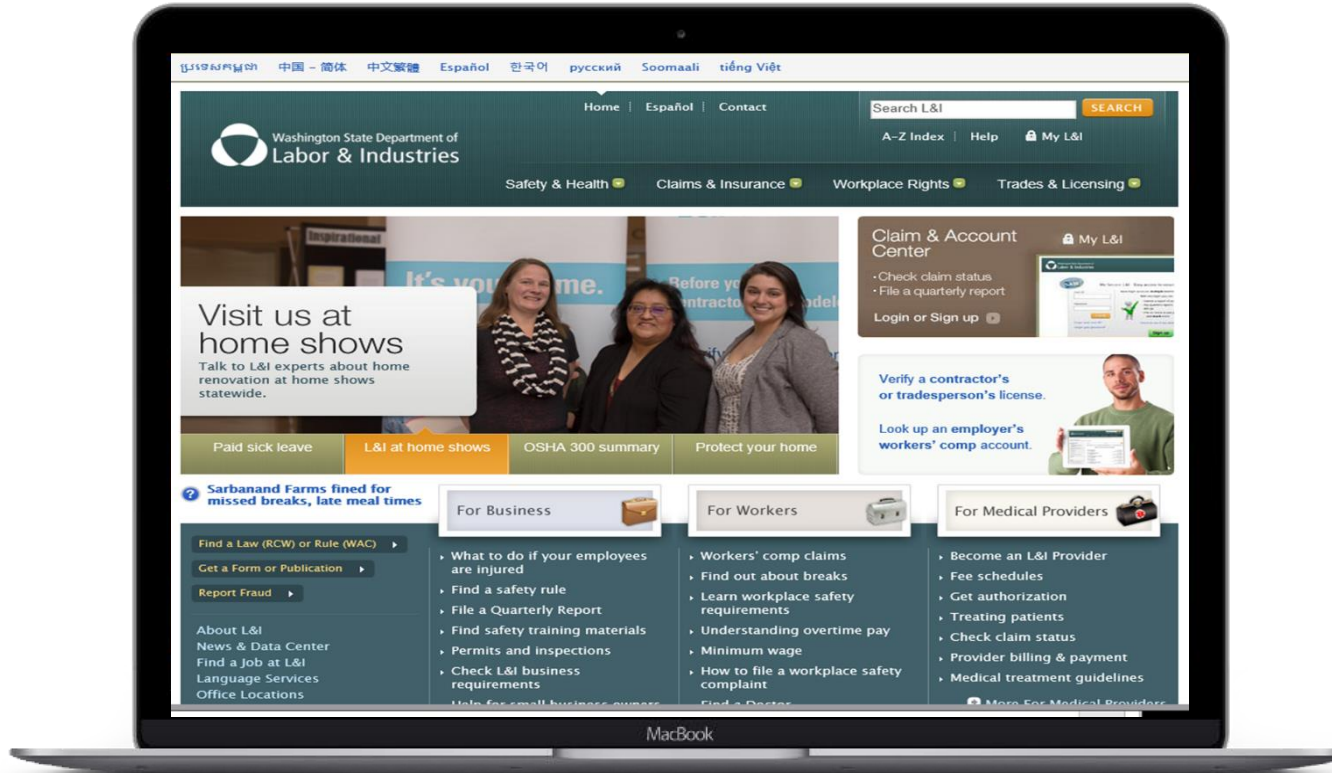 ប្រទេសកម្ពុជា 中国 – 简体 中文繁體 Español 한국어 русский Soomaali tiếng Việt
Home | Español | Contact
Search L&I SEARCH
A-Z Index | Help My L&I
Washington State Department of
Labor & Industries
Safety & Health Claims & Insurance Workplace Rights Trades & Licensing
Inspirational
It's you me.
Before yo
Visit us at
home shows
Talk to L&I experts about home
renovation at home shows
statewide.
Paid sick leave L&I at home shows OSHA 300 summary Protect your home
Claim & Account
Center
My L&I
·Check claim status
·File a quarterly report
Login or Sign up
Verify a contractor's
or tradesperson's license.
Look up an employer's
workers' comp account.
Sarbanand Farms fined for
missed breaks, late meal times
Find a Law (RCW) or Rule (WAC)
Get a Form or Publication
Report Fraud
About L&I
News & Data Center
Find a Job at L&I
Language Services
Office Locations
For Business
What to do if your employees
are injured
Find a safety rule
File a Quarterly Report
Find safety training materials
Permits and inspections
Check L&I business
requirements
Help for small business owners
For Workers
Workers' comp claims
Find out about breaks
Learn workplace safety
requirements
Understanding overtime pay
Minimum wage
How to file a workplace safety
complaint
Find a Doctor
For Medical Providers
Become an L&I Provider
Fee schedules
Get authorization
Treating patients
Check claim status
Provider billing & payment
Medical treatment guidelines
More For Medical Providers
MacBook